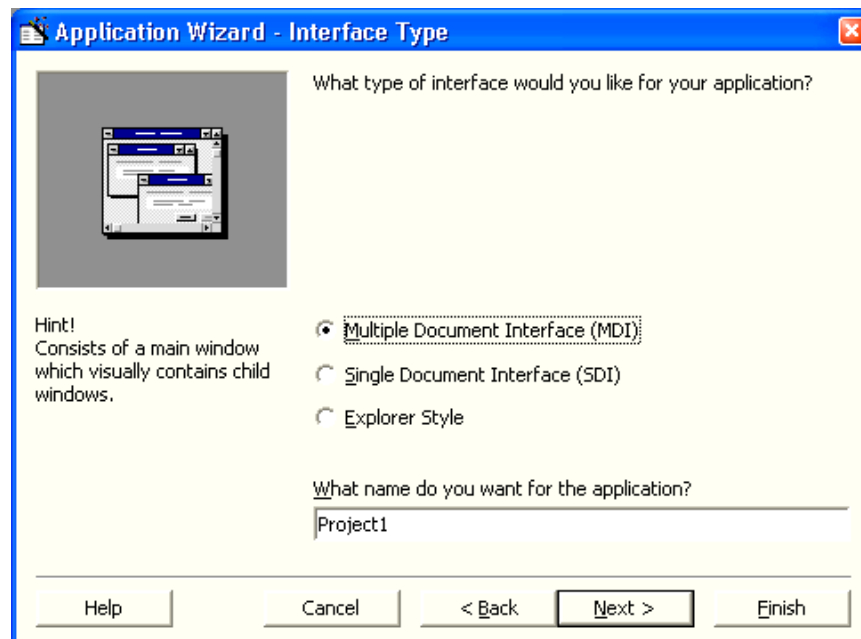 Application Wizard - Interface Type
What type of interface would you like for your application?
Hint!
Consists of a main window
which visually contains child
windows.
Multiple Document Interface (MDI)
Single Document Interface (SDI)
Explorer Style
What name do you want for the application?
Project1
Help
Cancel
< Back
Next >
Finish